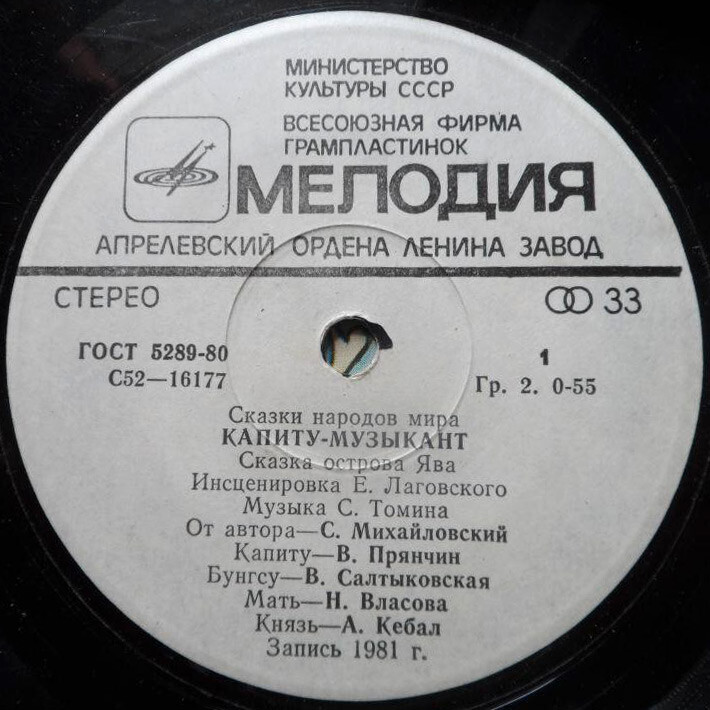 МИНИСТЕРСТВО
КУЛЬТУРЫ СССР
ВСЕСОЮЗНАЯ ФИРМА
ГРАМПЛАСТИНОК
МЕЛОДИЯ
АПРЕЛЕВСКИЙ ОРДЕНА ЛЕНИНА ЗАВОД
СТЕРЕО 33
ГОСТ 5289-80 1
С52—16177 Гр. 2. 0-55
Сказки народов мира
КАПИТУ-МУЗЫКАНТ
Сказка острова Ява
Инсценировка Е. Лаговского
Музыка С. Томина
От автора—С. Михайловский
Капиту—В. Прянчин
Бунгсу—В. Салтыковская
Мать—Н. Власова
Князь—А. Кебал
Запись 1981 г.